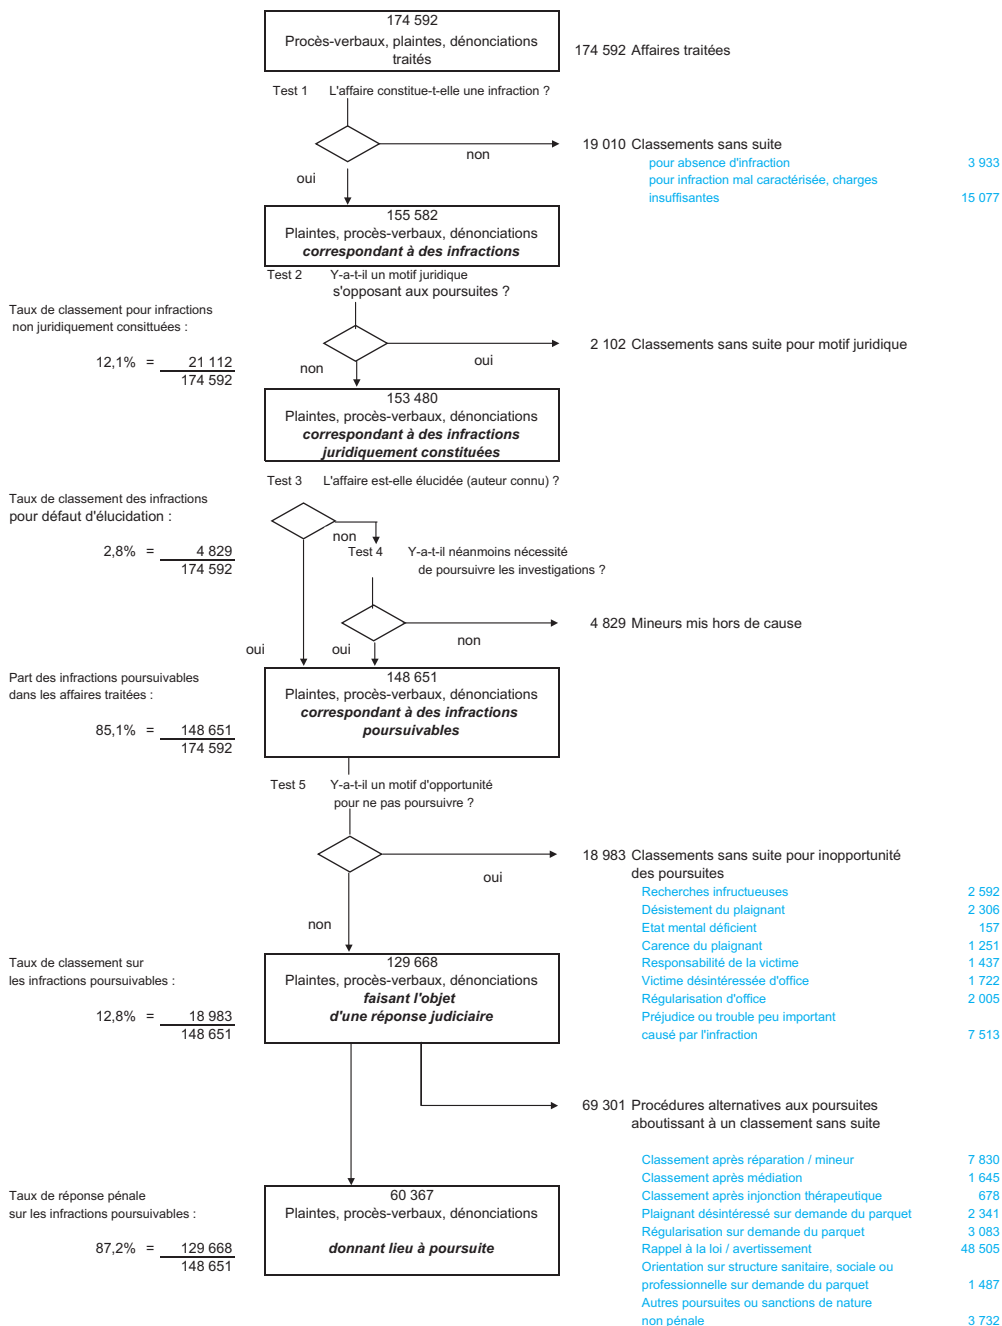 174 592
Procès-verbaux, plaintes, dénonciations
traités
174 592 Affaires traitées
Test 1 L'affaire constitue-t-elle une infraction ?
non
19 010 Classements sans suite
pour absence d'infraction 3 933
pour infraction mal caractérisée, charges
insuffisantes 15 077
oui
155 582
Plaintes, procès-verbaux, dénonciations
correspondant à des infractions
Test 2 Y-a-t-il un motif juridique
s'opposant aux poursuites ?
Taux de classement pour infractions
non juridiquement consittuées :
12,1% = 21 112
174 592
oui
2 102 Classements sans suite pour motif juridique
non
153 480
Plaintes, procès-verbaux, dénonciations
correspondant à des infractions
juridiquement constituées
Test 3 L'affaire est-elle élucidée (auteur connu) ?
Taux de classement des infractions
pour défaut d'élucidation :
2,8% = 4 829
174 592
non
Test 4 Y-a-t-il néanmoins nécessité
de poursuivre les investigations ?
4 829 Mineurs mis hors de cause
non
oui
oui
148 651
Plaintes, procès-verbaux, dénonciations
correspondant à des infractions
poursuivables
Part des infractions poursuivables
dans les affaires traitées :
85,1% = 148 651
174 592
Test 5 Y-a-t-il un motif d'opportunité
pour ne pas poursuivre ?
oui
18 983 Classements sans suite pour inopportunité
des poursuites
Recherches infructueuses 2 592
Désistement du plaignant 2 306
Etat mental déficient 157
Carence du plaignant 1 251
Responsabilité de la victime 1 437
Victime désintéressée d'office 1 722
Régularisation d'office 2 005
Préjudice ou trouble peu important
causé par l'infraction 7 513
non
129 668
Plaintes, procès-verbaux, dénonciations
faisant l'objet
d'une réponse judiciaire
Taux de classement sur
les infractions poursuivables :
12,8% = 18 983
148 651
69 301 Procédures alternatives aux poursuites
aboutissant à un classement sans suite
Classement après réparation / mineur 7 830
Classement après médiation 1 645
Classement après injonction thérapeutique 678
Plaignant désintéressé sur demande du parquet 2 341
Régularisation sur demande du parquet 3 083
Rappel à la loi / avertissement 48 505
Orientation sur structure sanitaire, sociale ou
professionnelle sur demande du parquet 1 487
Autres poursuites ou sanctions de nature
non pénale 3 732
60 367
Plaintes, procès-verbaux, dénonciations
donnant lieu à poursuite
Taux de réponse pénale
sur les infractions poursuivables :
87,2% = 129 668
148 651